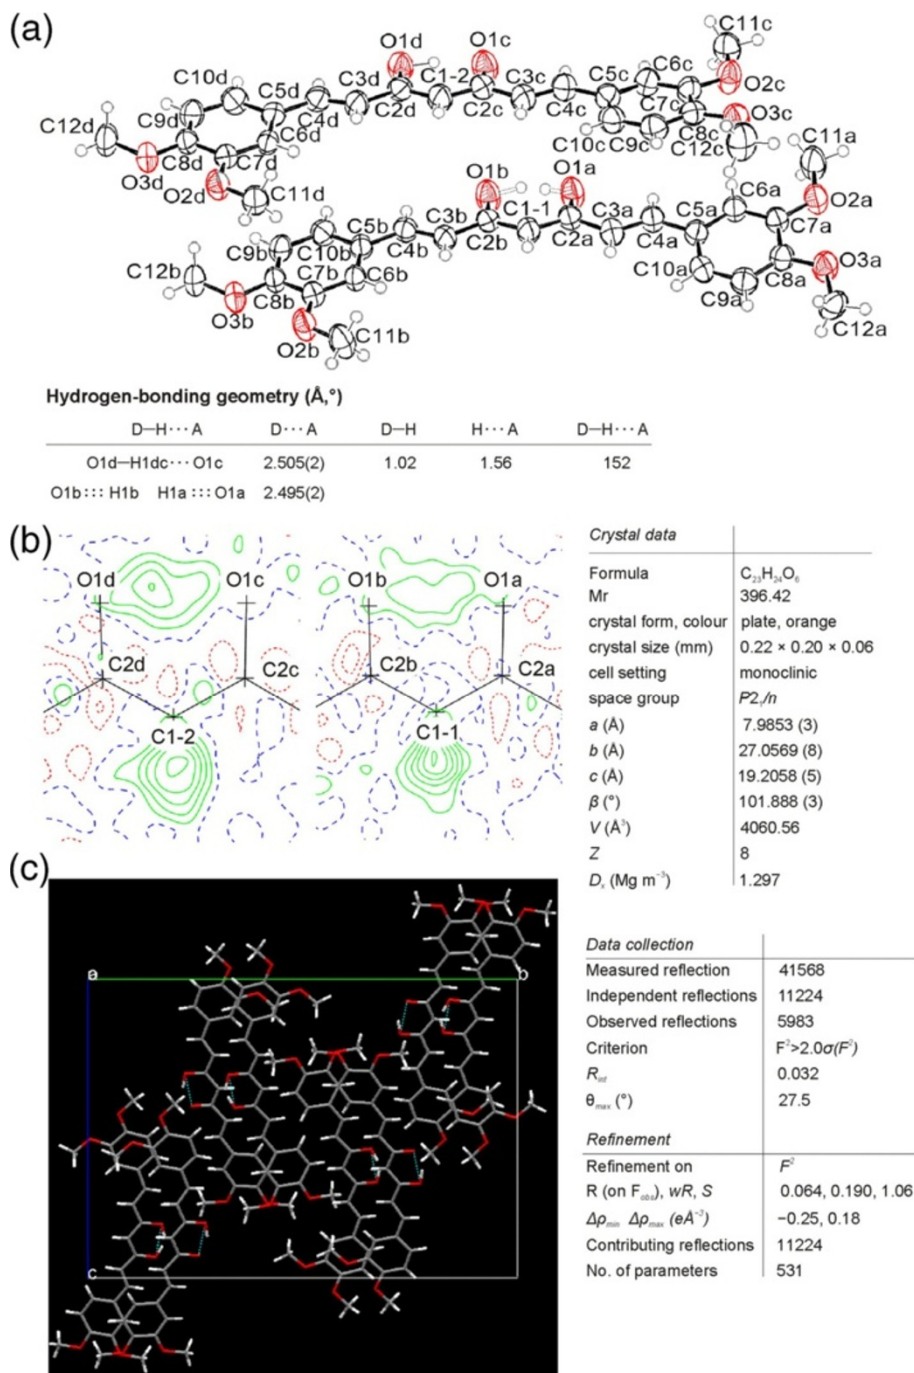 (a)
C11c
O1d
O1c
C10d
C5d
C3d
C1-2
C3c
C5c
C6c
O2c
C9d
C4d
C2d
C2c
C4c
C7c
O3c
C12d
C6d
C8c
C8d
C7d
C10c
C9c
C12c
C11a
O3d
O2d
C11d
O1b
O1a
C6a
C5b
C3b
C1-1
C3a
C5a
O2a
C9b
C4b
C2b
C2a
C4a
C7a
C12b
C10b
C10a
C8a
O3a
C8b
C7b
C6b
C9a
O3b
O2b
C11b
C12a
Hydrogen-bonding geometry (Å,°)
D–H···A D···A D–H H···A D–H···A
O1d–H1dc···O1c 2.505(2) 1.02 1.56 152
O1b::: H1b H1a :::O1a 2.495(2)
(b)
O1d O1c O1b O1a
C2d C2c C2b C2a
C1-2 C1-1
Crystal data
Formula C₂₃H₂₄O₆
Mr 396.42
crystal form, colour plate, orange
crystal size (mm) 0.22 × 0.20 × 0.06
cell setting monoclinic
space group P2₁/n
a (Å) 7.9853 (3)
b (Å) 27.0569 (8)
c (Å) 19.2058 (5)
β (°) 101.888 (3)
V (Å³) 4060.56
Z 8
Dₓ (Mg m⁻³) 1.297
(c)
a b
c
Data collection
Measured reflection 41568
Independent reflections 11224
Observed reflections 5983
Criterion F²>2.0σ(F²)
R_int 0.032
θ_max (°) 27.5
Refinement
Refinement on F²
R (on F_obs), wR, S 0.064, 0.190, 1.06
Δρ_min Δρ_max (eÅ⁻³) −0.25, 0.18
Contributing reflections 11224
No. of parameters 531